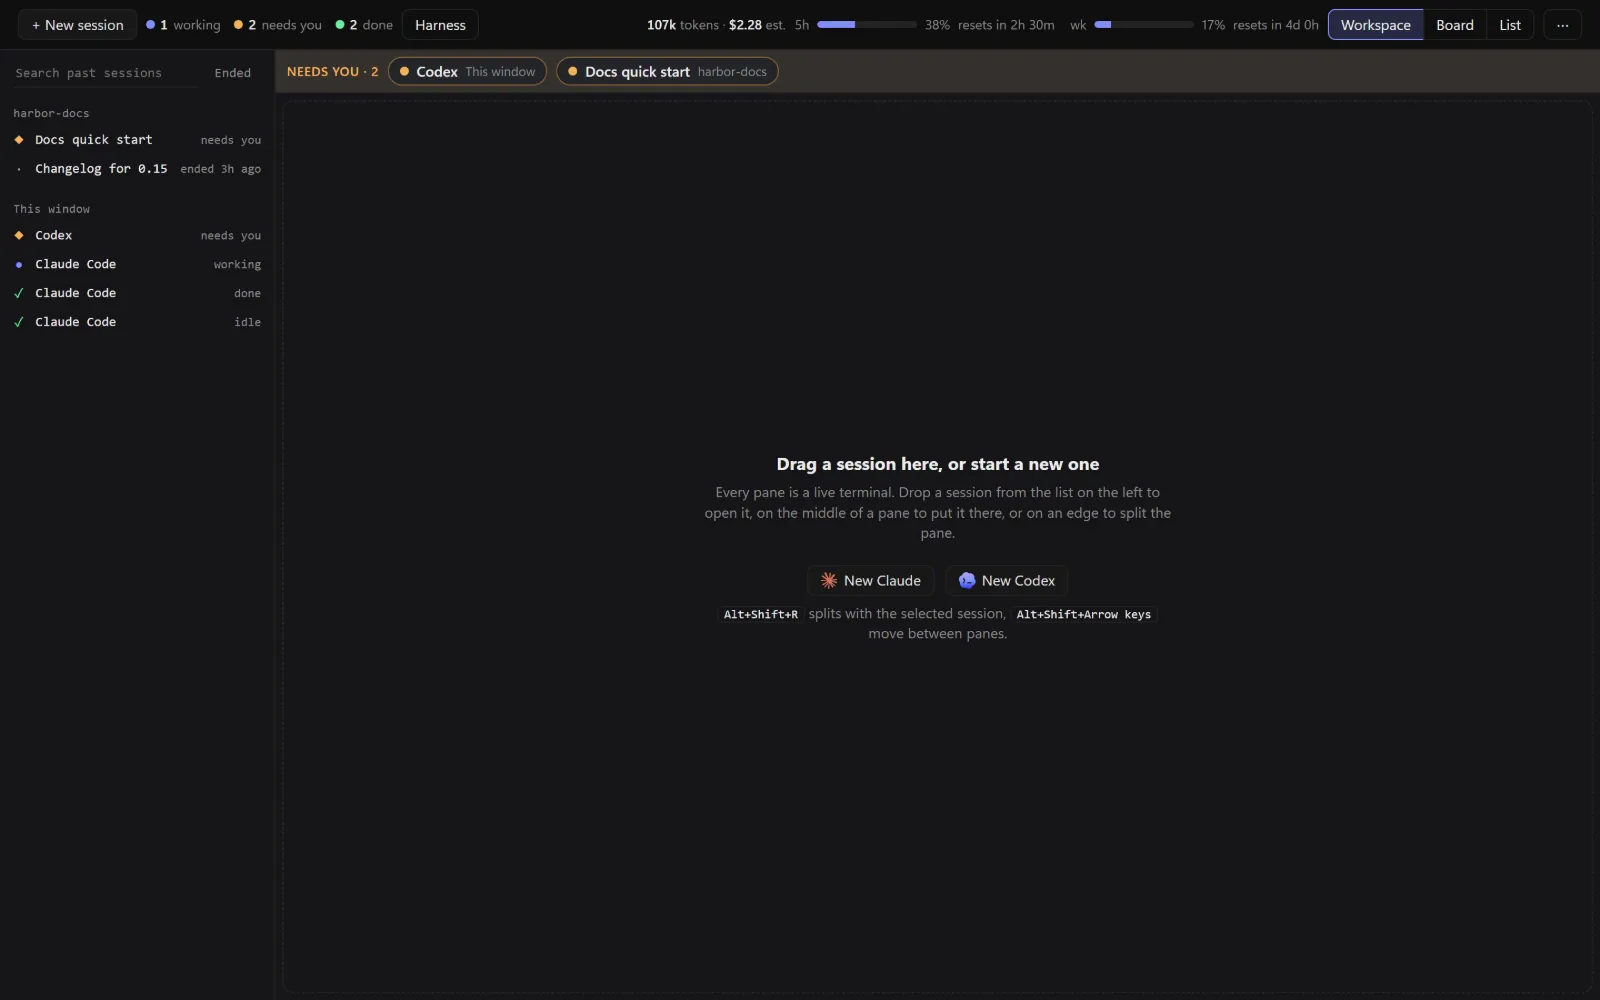 + New session 1 working 2 needs you 2 done Harness 107k tokens · $2.28 est. 5h 38% resets in 2h 30m wk 17% resets in 4d 0h Workspace Board List ...
Search past sessions Ended
NEEDS YOU · 2 Codex This window Docs quick start harbor-docs
harbor-docs
Docs quick start needs you
Changelog for 0.15 ended 3h ago
This window
Codex needs you
Claude Code working
Claude Code done
Claude Code idle
Drag a session here, or start a new one
Every pane is a live terminal. Drop a session from the list on the left to
open it, on the middle of a pane to put it there, or on an edge to split the
pane.
New Claude New Codex
Alt+Shift+R splits with the selected session, Alt+Shift+Arrow keys
move between panes.